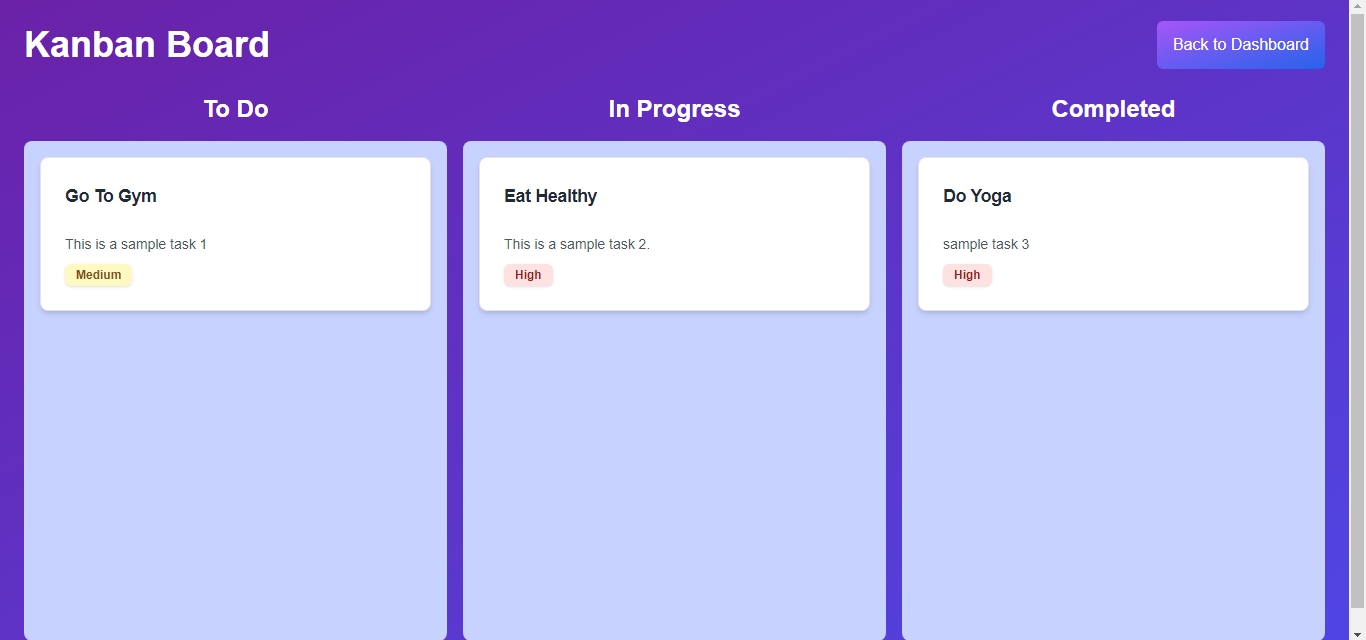 Kanban Board
Back to Dashboard
To Do
In Progress
Completed
Go To Gym
This is a sample task 1
Medium
Eat Healthy
This is a sample task 2.
High
Do Yoga
sample task 3
High